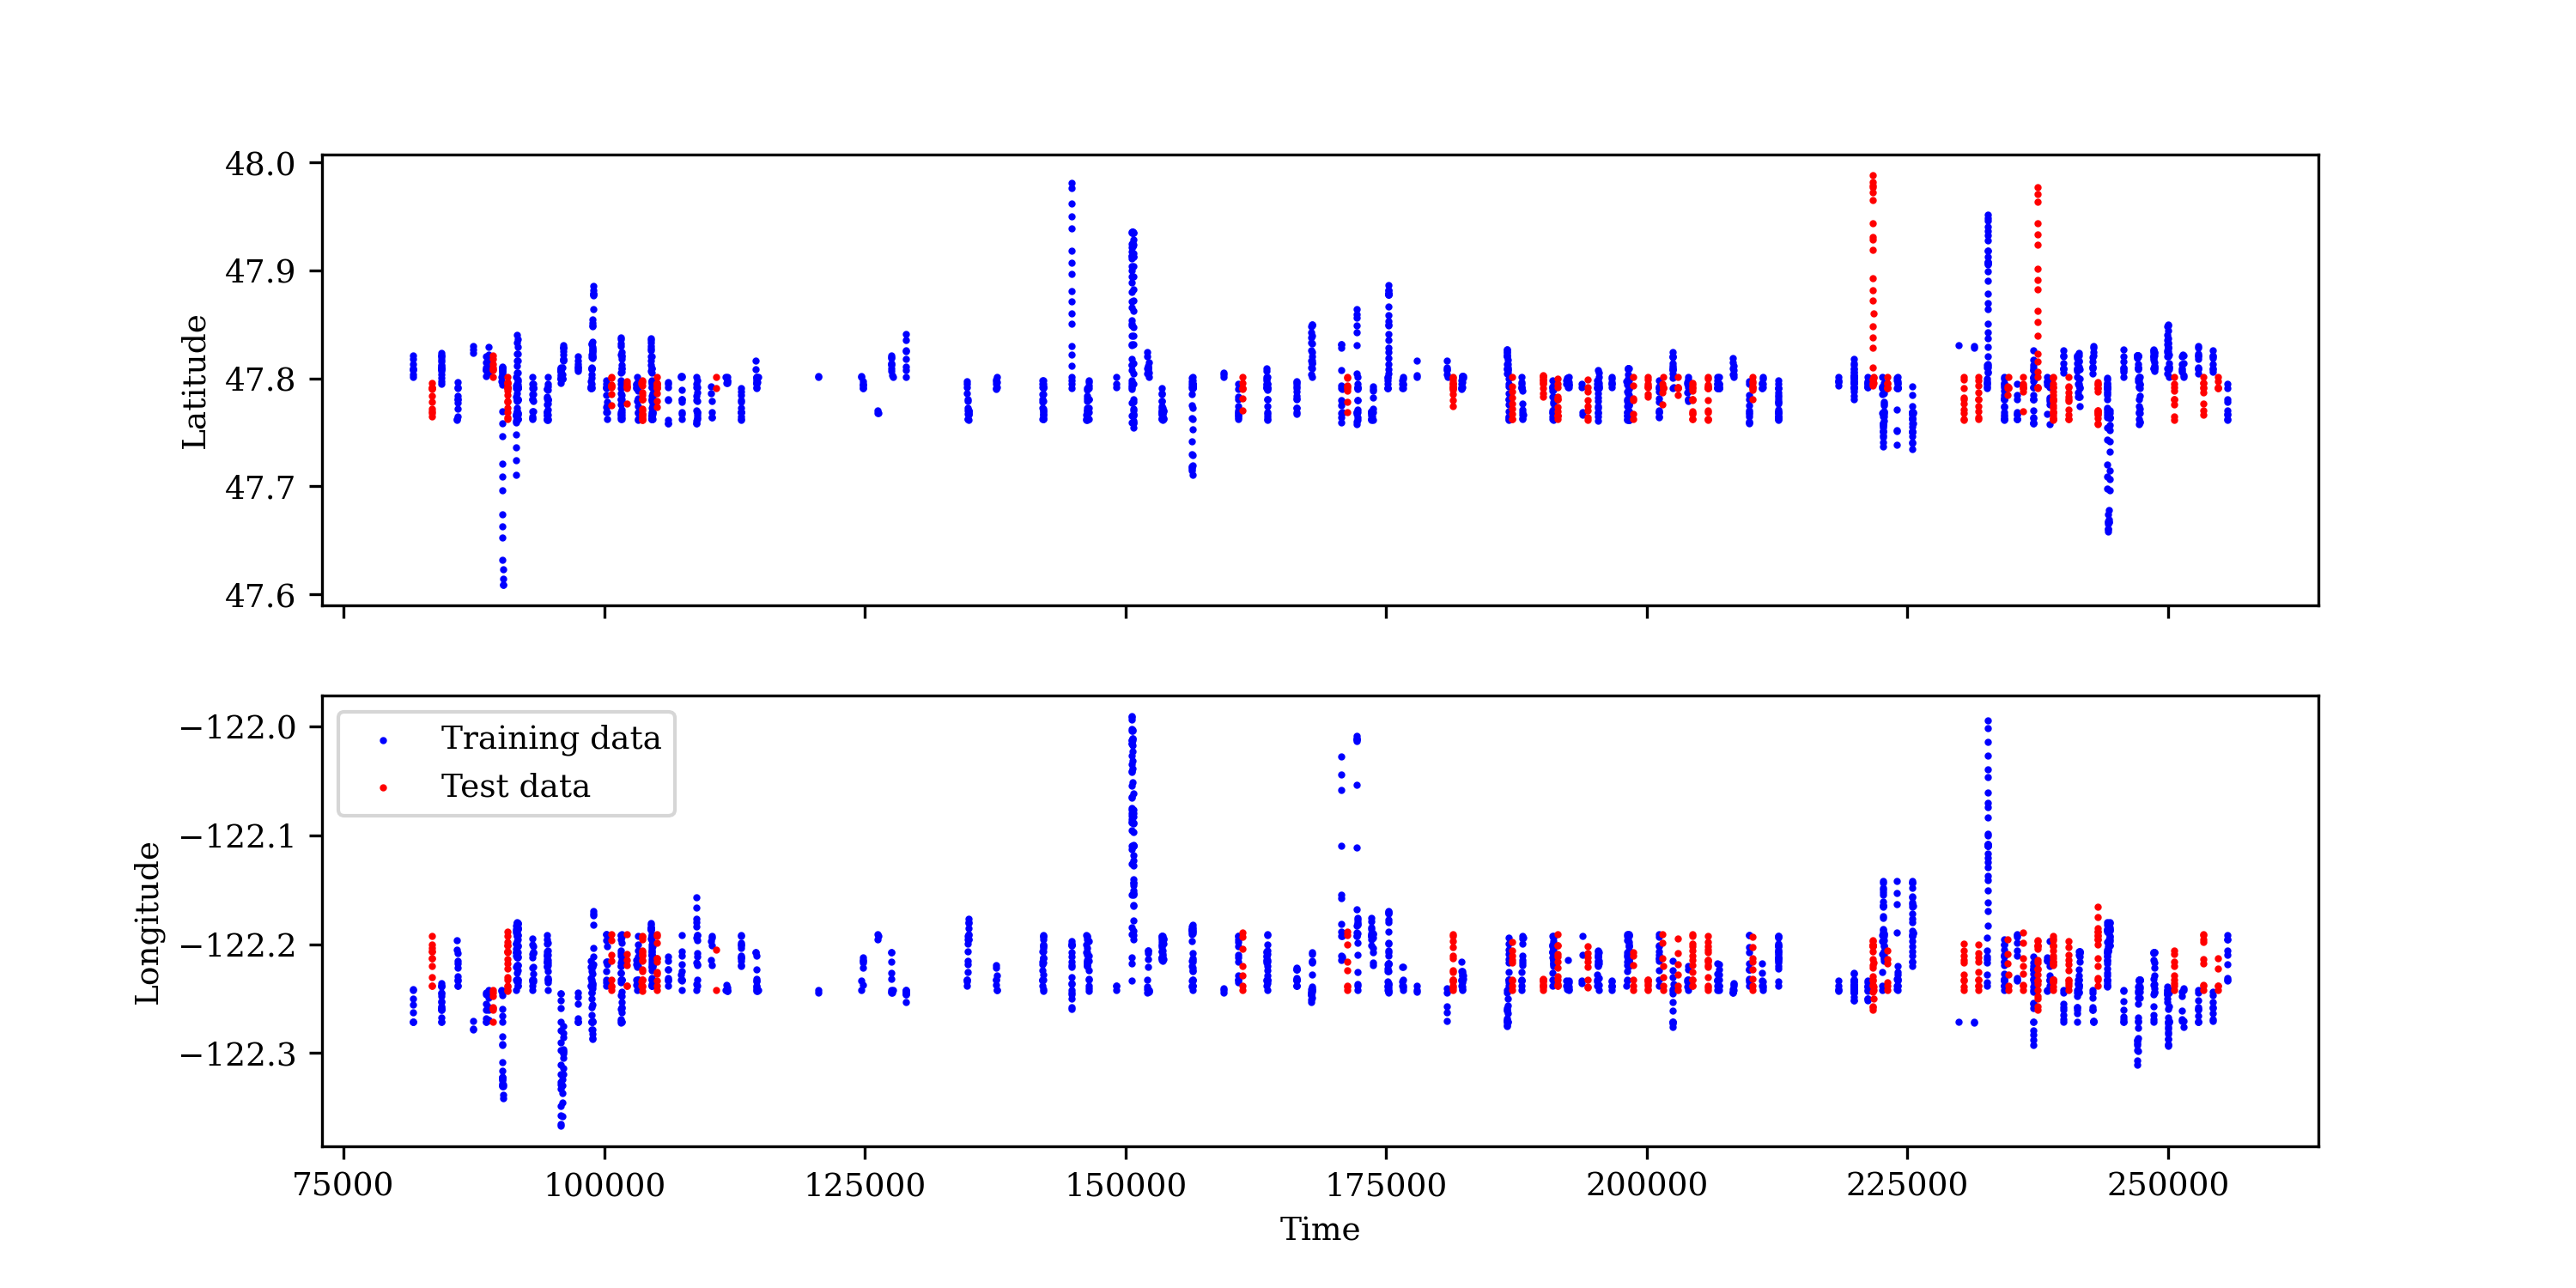 48.0
47.9
47.8
47.7
47.6
Latitude
−122.0
−122.1
−122.2
−122.3
Longitude
Training data
Test data
75000 100000 125000 150000 175000 200000 225000 250000
Time